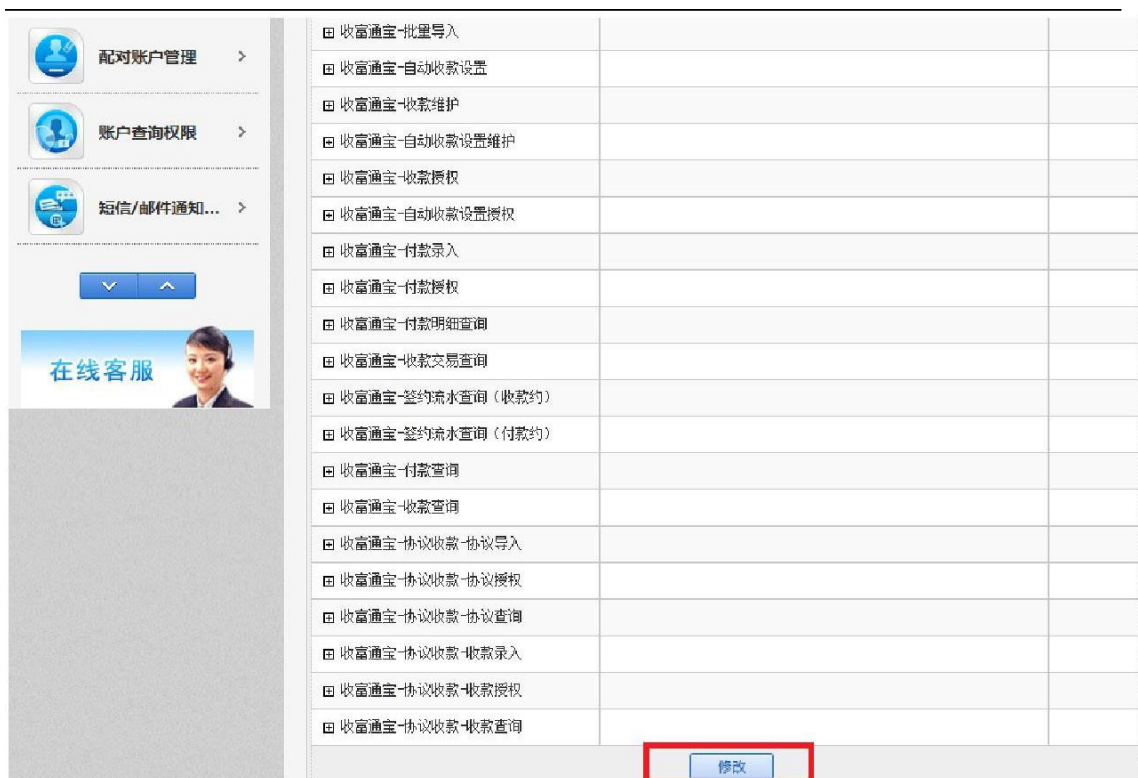 配对账户管理
账户查询权限
短信/邮件通知...
在线客服
收富通宝-批量导入
收富通宝-自动收款设置
收富通宝-收款维护
收富通宝-自动收款设置维护
收富通宝-收款授权
收富通宝-自动收款设置授权
收富通宝-付款录入
收富通宝-付款授权
收富通宝-付款明细查询
收富通宝-收款交易查询
收富通宝-签约流水查询（收款约）
收富通宝-签约流水查询（付款约）
收富通宝-付款查询
收富通宝-收款查询
收富通宝-协议收款-协议导入
收富通宝-协议收款-协议授权
收富通宝-协议收款-协议查询
收富通宝-协议收款-收款录入
收富通宝-协议收款-收款授权
收富通宝-协议收款-收款查询
修改